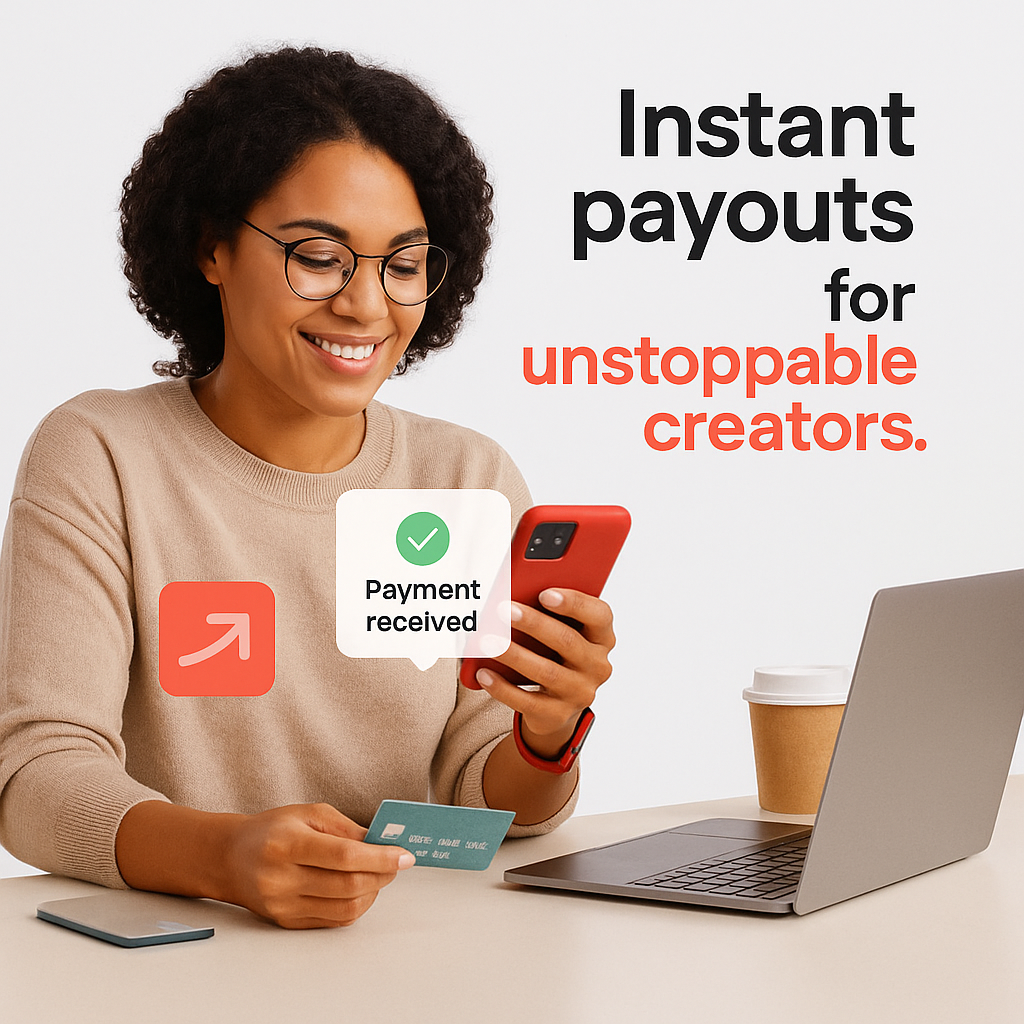 Instant
payouts
for
unstoppable
creators.
Payment
received